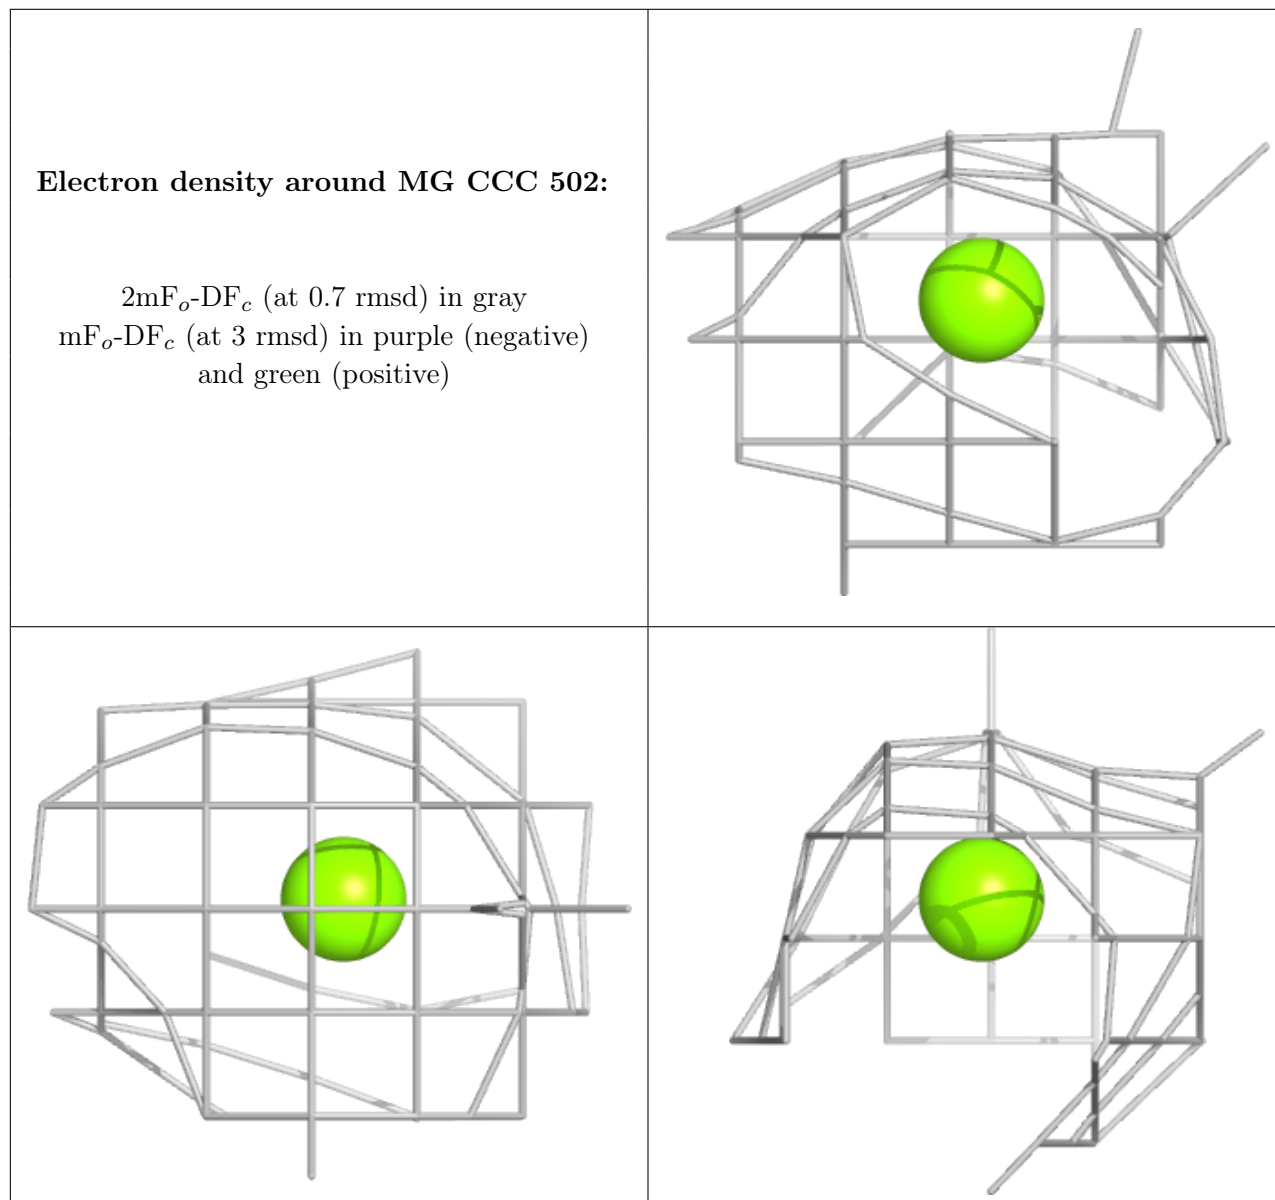 Electron density around MG CCC 502:
2mFo-DFc (at 0.7 rmsd) in gray
mFo-DFc (at 3 rmsd) in purple (negative)
and green (positive)